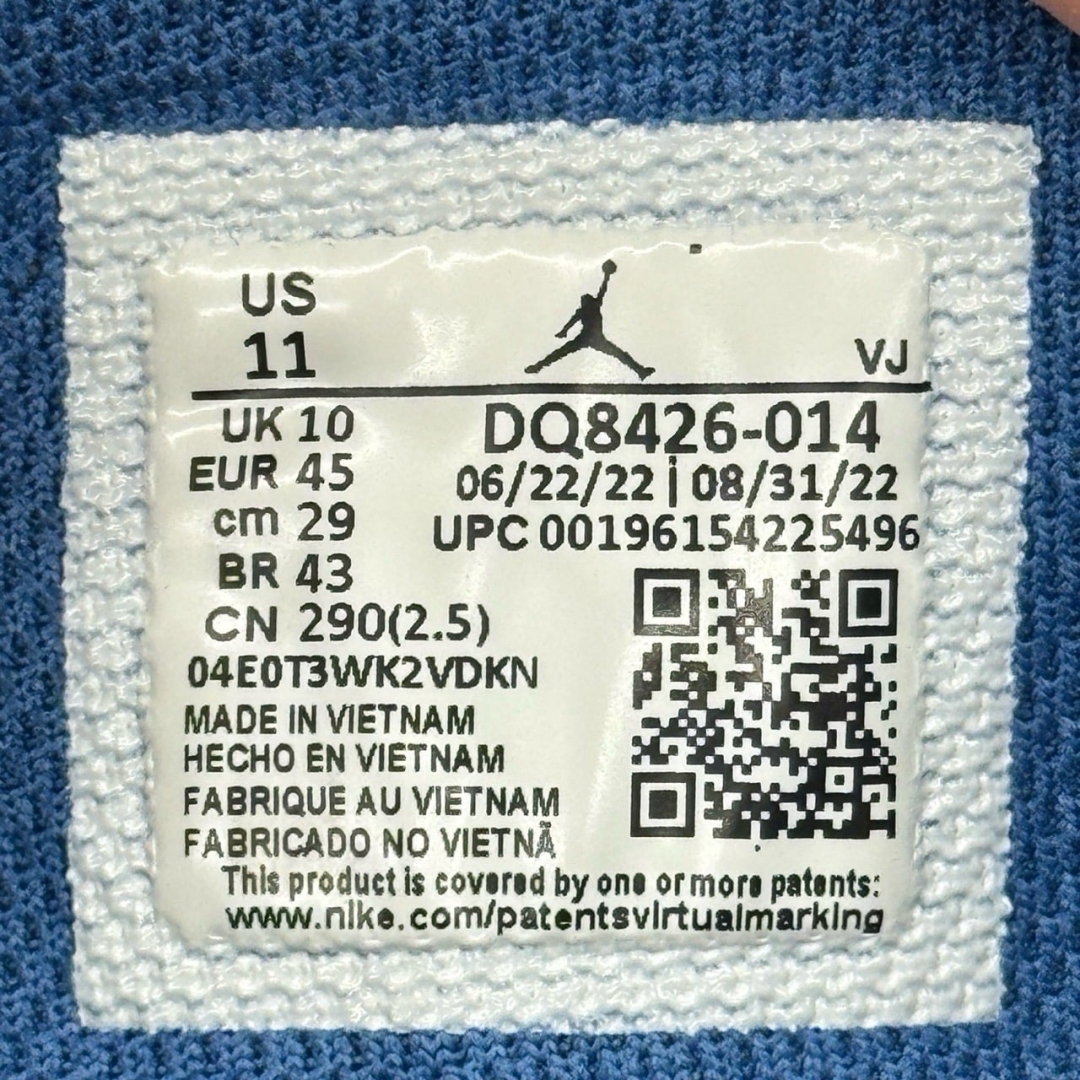 US
11
VJ
UK 10
EUR 45
cm 29
BR 43
CN 290(2.5)
DQ8426-014
06/22/22 | 08/31/22
UPC 00196154225496
04E0T3WK2VDKN
MADE IN VIETNAM
HECHO EN VIETNAM
FABRIQUE AU VIETNAM
FABRICADO NO VIETNÃ
This product is covered by one or more patents:
www.nike.com/patentsvirtualmarking